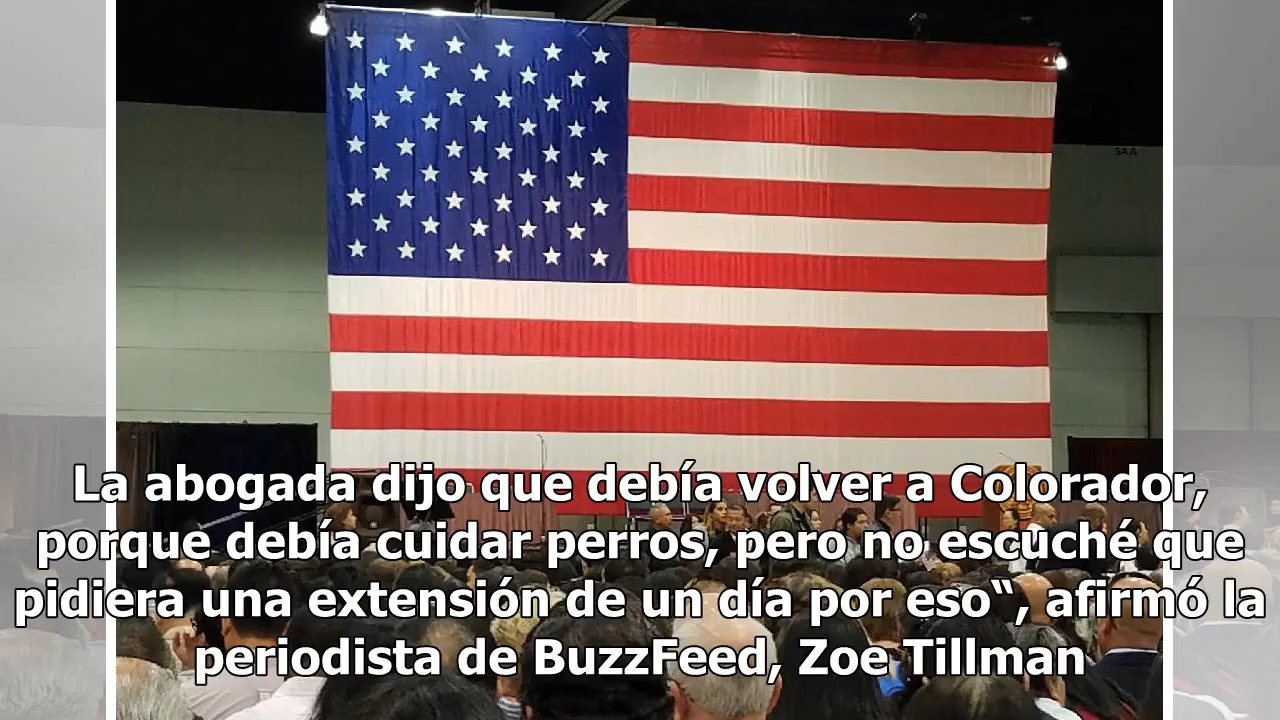 SAA
La abogada dijo que debía volver a Colorador,
porque debía cuidar perros, pero no escuché que
pidiera una extensión de un día por eso“, afirmó la
periodista de BuzzFeed, Zoe Tillman